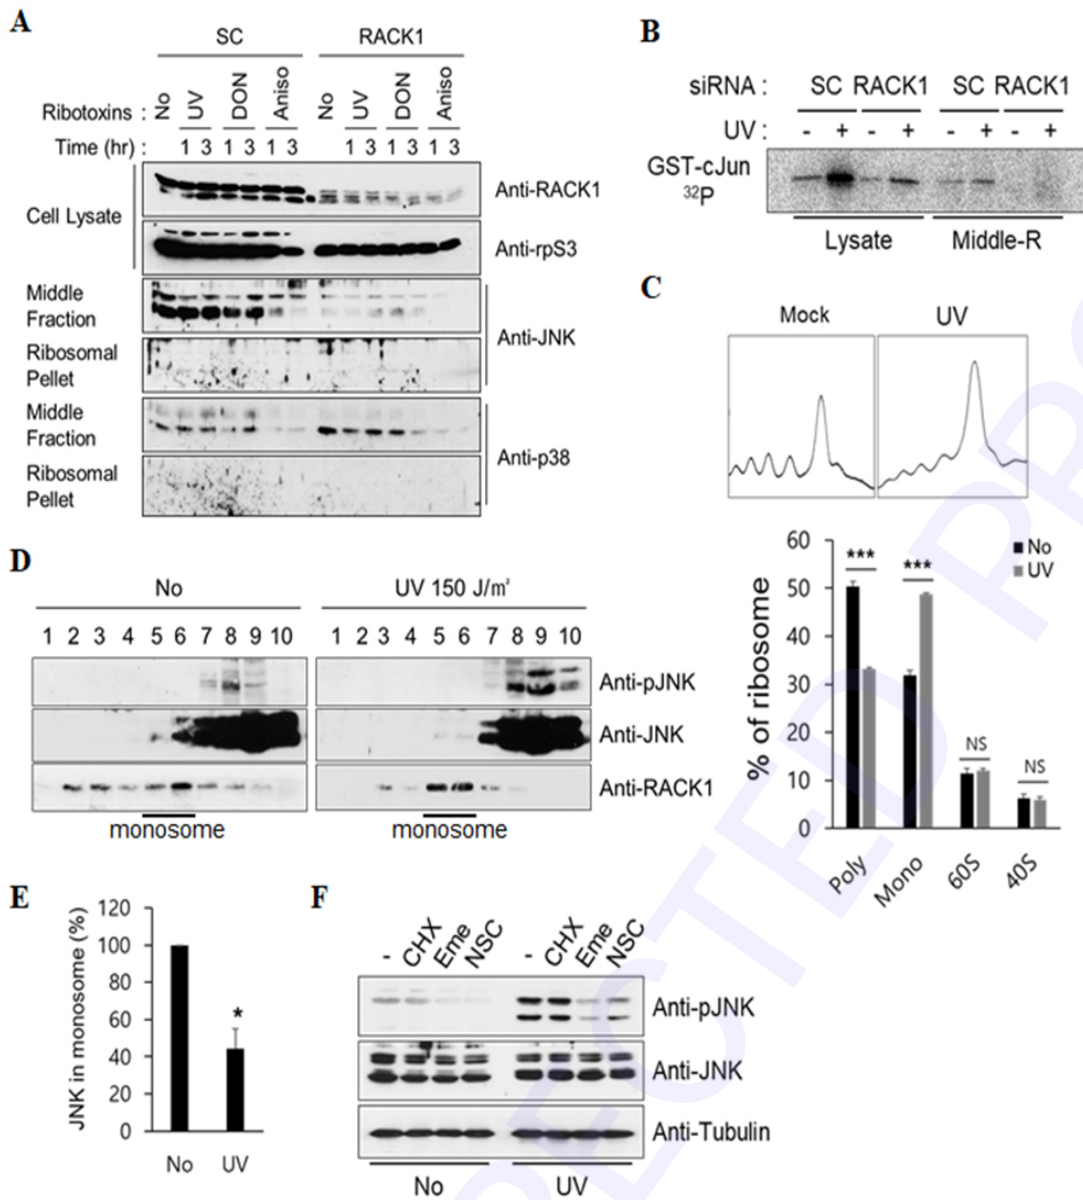 A
SC RACK1
Ribotoxins : No UV DON Aniso No UV DON Aniso
Time (hr) : 1 3 1 3 1 3 1 3 1 3 1 3
Cell Lysate
Anti-RACK1
Anti-rpS3
Middle
Fraction
Anti-JNK
Ribosomal
Pellet
Middle
Fraction
Anti-p38
Ribosomal
Pellet
B
siRNA : SC RACK1 SC RACK1
UV : - + - + - + - +
GST-cJun
32P
Lysate Middle-R
C
Mock UV
% of ribosome
60
50
40
30
20
10
0
*** *** NS NS
No
UV
Poly Mono 60S 40S
D
No UV 150 J/m²
1 2 3 4 5 6 7 8 9 10 1 2 3 4 5 6 7 8 9 10
Anti-pJNK
Anti-JNK
Anti-RACK1
monosome monosome
E
JNK in monosome (%)
120
100
80
60
40
20
0
*
No UV
F
- CHX Eme NSC - CHX Eme NSC
Anti-pJNK
Anti-JNK
Anti-Tubulin
No UV